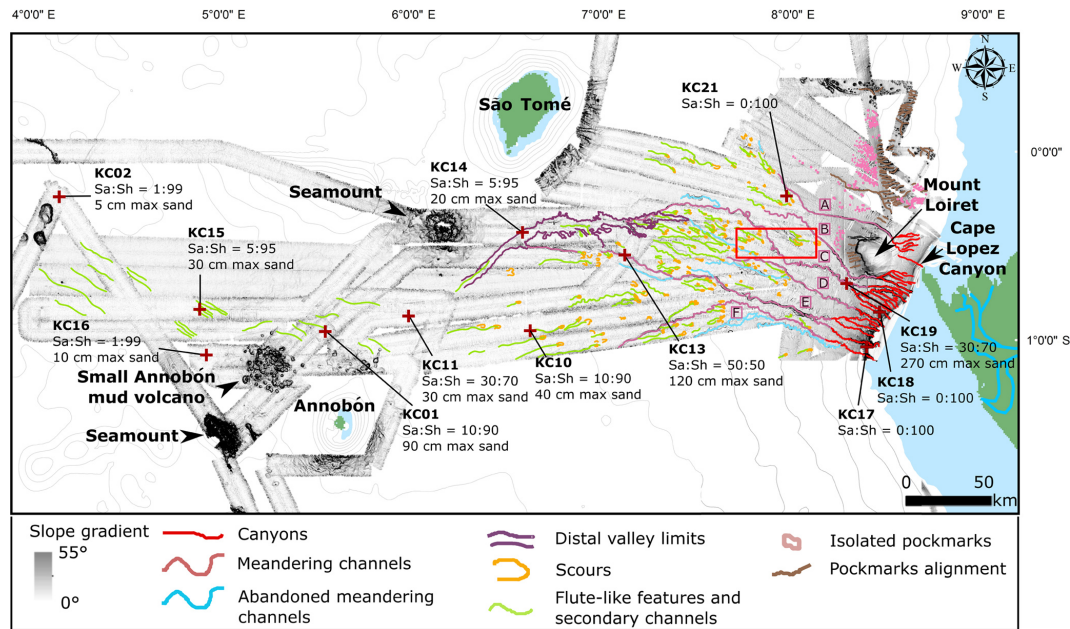 4°0'0" E
5°0'0" E
6°0'0" E
7°0'0" E
8°0'0" E
9°0'0" E
N
W
E
S
0°0'0"
1°0'0" S
KC21
Sa:Sh = 0:100
São Tomé
KC02
Sa:Sh = 1:99
5 cm max sand
KC14
Sa:Sh = 5:95
20 cm max sand
Seamount
KC15
Sa:Sh = 5:95
30 cm max sand
Mount
Loiret
Cape
Lopez
Canyon
A
B
C
D
E
F
KC16
Sa:Sh = 1:99
10 cm max sand
Small Annobón
mud volcano
Seamount
Annobón
KC01
Sa:Sh = 10:90
90 cm max sand
KC11
Sa:Sh = 30:70
30 cm max sand
KC10
Sa:Sh = 10:90
40 cm max sand
KC13
Sa:Sh = 50:50
120 cm max sand
KC19
Sa:Sh = 30:70
270 cm max sand
KC18
Sa:Sh = 0:100
KC17
Sa:Sh = 0:100
0 50
km
Slope gradient
55°
0°
Canyons
Meandering channels
Abandoned meandering
channels
Distal valley limits
Scours
Flute-like features and
secondary channels
Isolated pockmarks
Pockmarks alignment